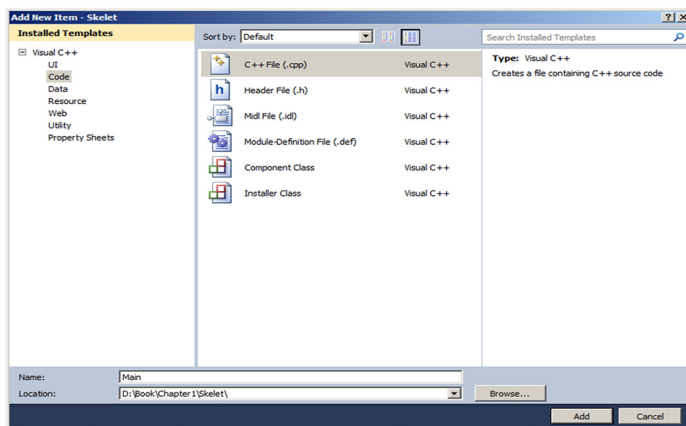 Add New Item - Skelet
Installed Templates
Visual C++
UI
Code
Data
Resource
Web
Utility
Property Sheets
Sort by: Default
C++ File (.cpp) Visual C++
Header File (.h) Visual C++
Midl File (.idl) Visual C++
Module-Definition File (.def) Visual C++
Component Class Visual C++
Installer Class Visual C++
Search Installed Templates
Type: Visual C++
Creates a file containing C++ source code
Name: Main
Location: D:\Book\Chapter1\Skelet\
Browse...
Add Cancel